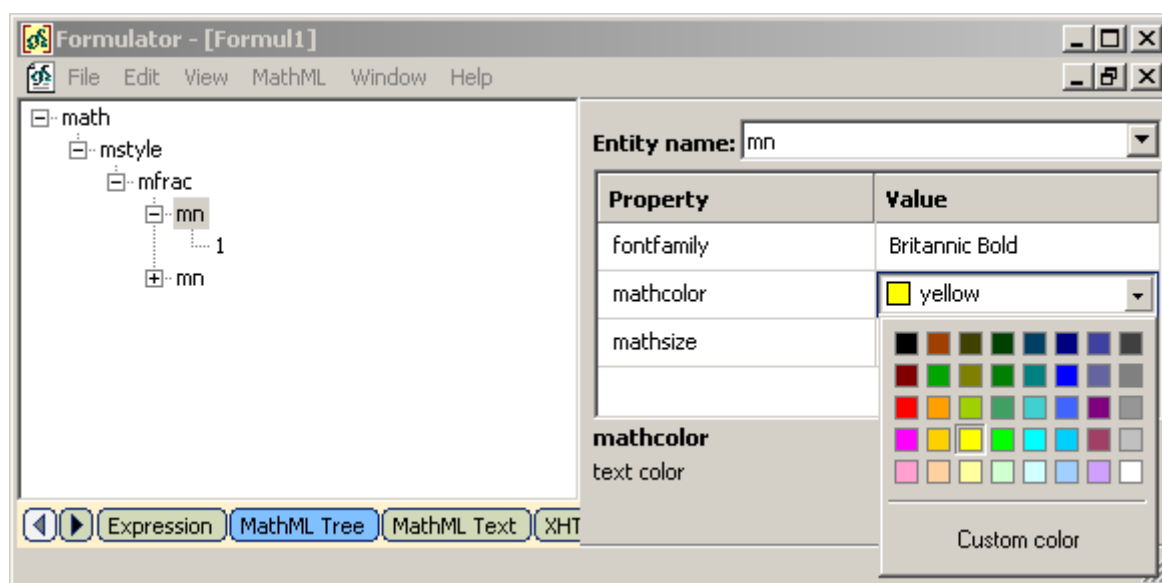 Formulator - [Formul1]
File Edit View MathML Window Help
math
mstyle
mfrac
mn
1
mn
Entity name: mn
Property Value
fontfamily Britannic Bold
mathcolor yellow
mathsize
mathcolor
text color
Custom color
Expression MathML Tree MathML Text XHT